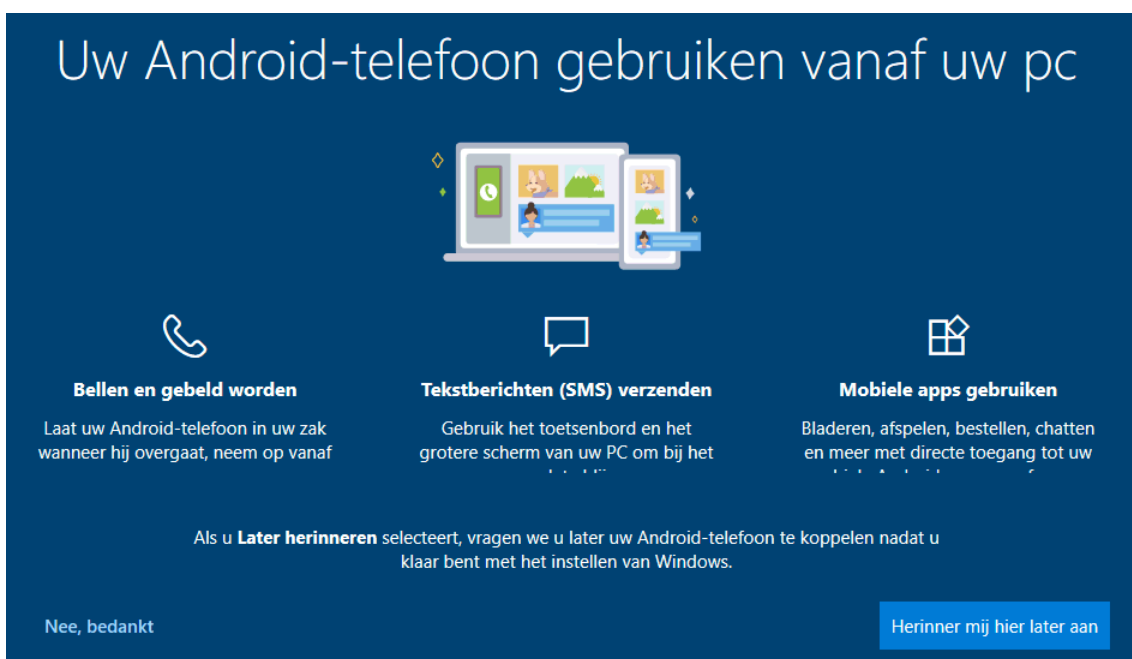 Uw Android-telefoon gebruiken vanaf uw pc
Bellen en gebeld worden
Laat uw Android-telefoon in uw zak
wanneer hij overgaat, neem op vanaf
Tekstberichten (SMS) verzenden
Gebruik het toetsenbord en het
grotere scherm van uw PC om bij het
Mobiele apps gebruiken
Bladeren, afspelen, bestellen, chatten
en meer met directe toegang tot uw
Als u Later herinneren selecteert, vragen we u later uw Android-telefoon te koppelen nadat u
klaar bent met het instellen van Windows.
Nee, bedankt
Herinner mij hier later aan